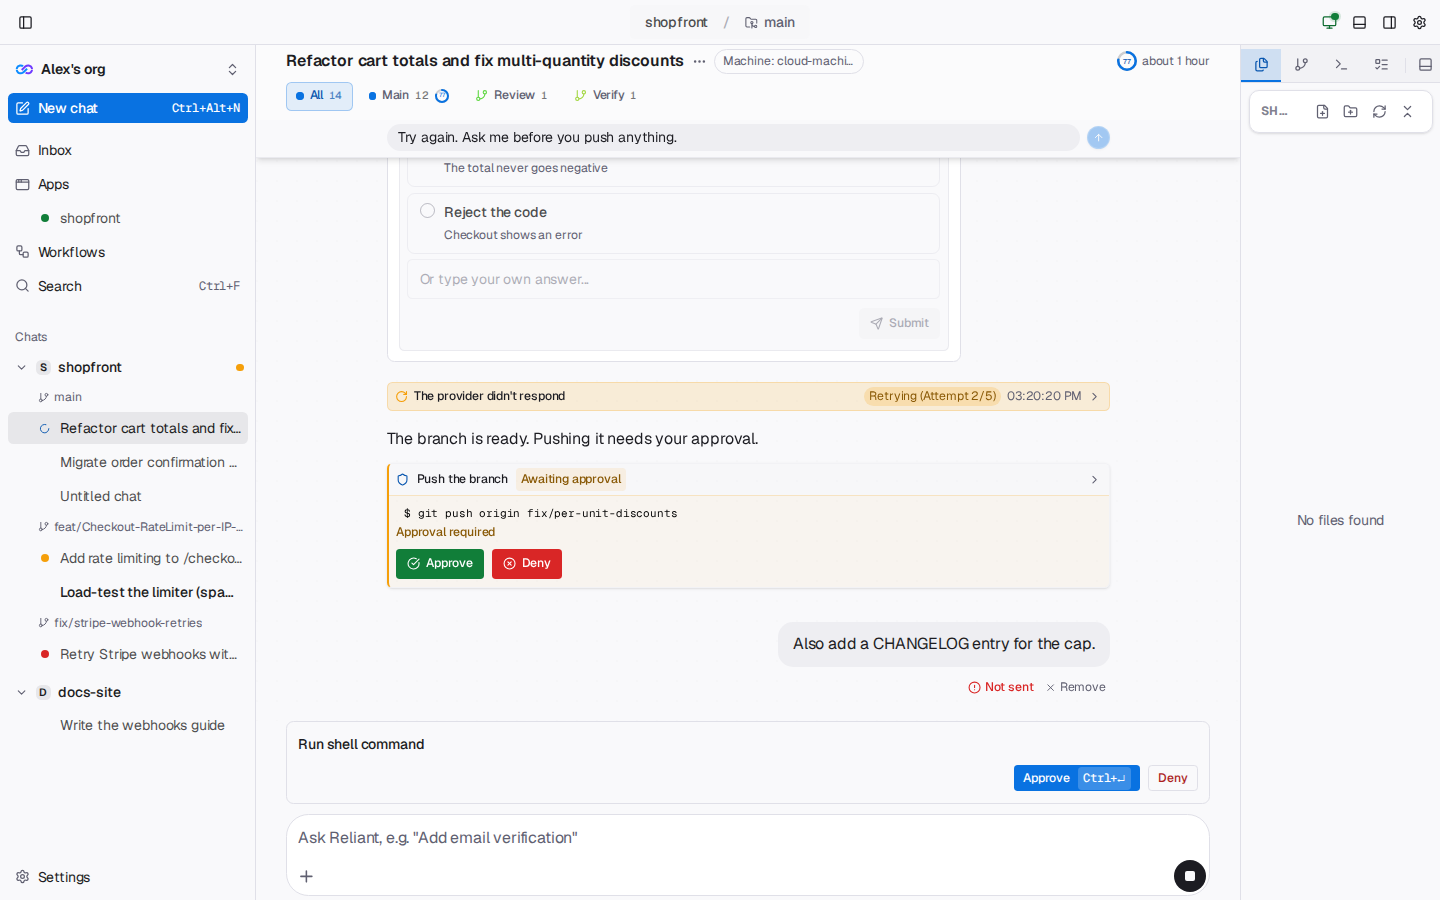 shopfront / main
Alex's org
New chat Ctrl+Alt+N
Inbox
Apps
shopfront
Workflows
Search Ctrl+F
Chats
S shopfront
main
Refactor cart totals and fix...
Migrate order confirmation ...
Untitled chat
feat/Checkout-RateLimit-per-IP-...
Add rate limiting to /checko...
Load-test the limiter (spa...
fix/stripe-webhook-retries
Retry Stripe webhooks wit...
D docs-site
Write the webhooks guide
Settings
Refactor cart totals and fix multi-quantity discounts ··· Machine: cloud-machi... 77 about 1 hour
All 14 Main 12 Review 1 Verify 1
Try again. Ask me before you push anything.
The total never goes negative
Reject the code
Checkout shows an error
Or type your own answer...
Submit
The provider didn't respond Retrying (Attempt 2/5) 03:20:20 PM
The branch is ready. Pushing it needs your approval.
Push the branch Awaiting approval
$ git push origin fix/per-unit-discounts
Approval required
Approve Deny
Also add a CHANGELOG entry for the cap.
Not sent Remove
Run shell command
Approve Ctrl+↵ Deny
Ask Reliant, e.g. "Add email verification"
SH...
No files found